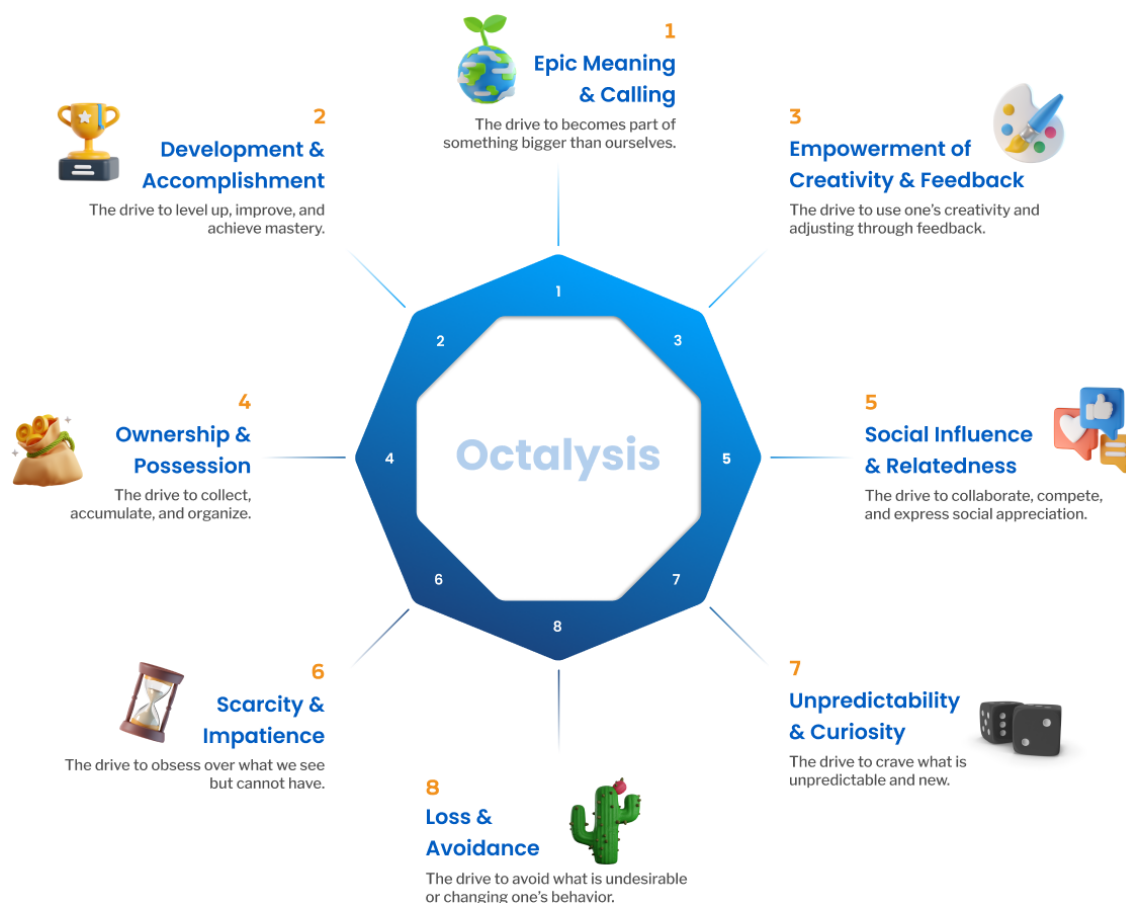 1
Epic Meaning
& Calling
The drive to becomes part of
something bigger than ourselves.
2
Development &
Accomplishment
The drive to level up, improve, and
achieve mastery.
3
Empowerment of
Creativity & Feedback
The drive to use one's creativity and
adjusting through feedback.
4
Ownership &
Possession
The drive to collect,
accumulate, and organize.
5
Social Influence
& Relatedness
The drive to collaborate, compete,
and express social appreciation.
6
Scarcity &
Impatience
The drive to obsess over what we see
but cannot have.
7
Unpredictability
& Curiosity
The drive to crave what is
unpredictable and new.
8
Loss &
Avoidance
The drive to avoid what is undesirable
or changing one's behavior.
Octalysis
1
2
3
4
5
6
7
8